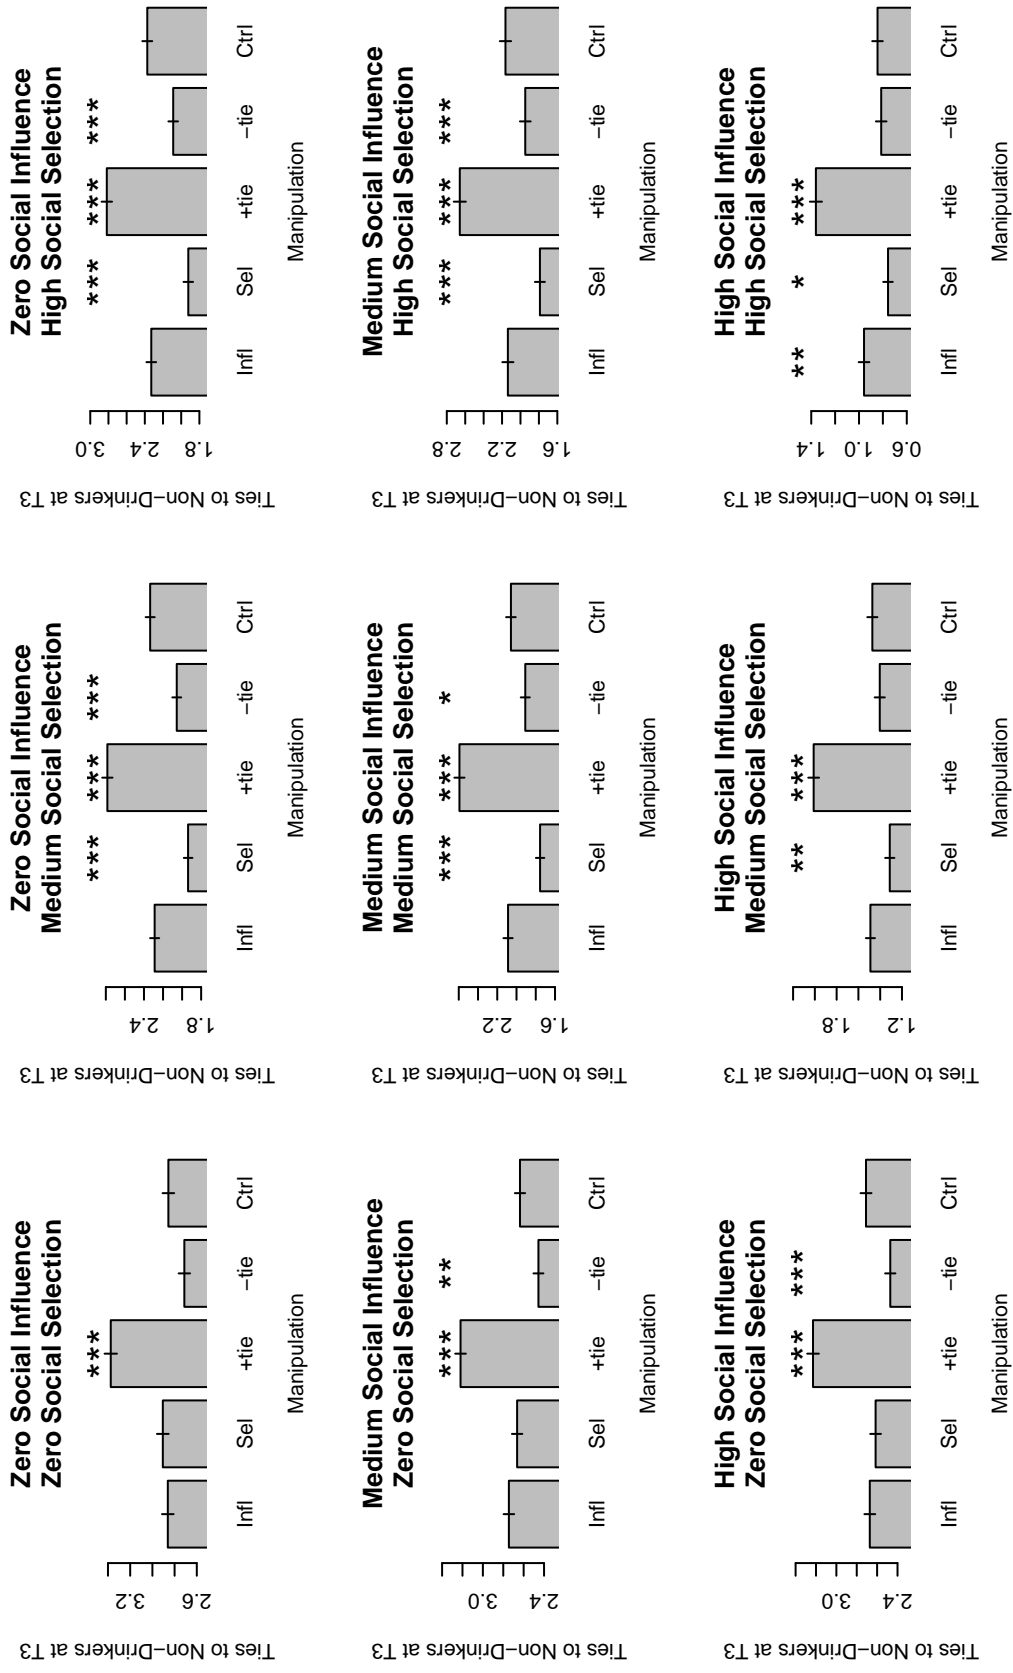 Zero Social Influence
Zero Social Selection
***
Ties to Non−Drinkers at T3
3.2
2.6
Infl Sel +tie −tie Ctrl
Manipulation
Zero Social Influence
Medium Social Selection
*** *** ***
Ties to Non−Drinkers at T3
2.4
1.8
Infl Sel +tie −tie Ctrl
Manipulation
Zero Social Influence
High Social Selection
*** *** ***
Ties to Non−Drinkers at T3
3.0
2.4
1.8
Infl Sel +tie −tie Ctrl
Manipulation
Medium Social Influence
Zero Social Selection
*** **
Ties to Non−Drinkers at T3
3.0
2.4
Infl Sel +tie −tie Ctrl
Manipulation
Medium Social Influence
Medium Social Selection
*** *** *
Ties to Non−Drinkers at T3
2.2
1.6
Infl Sel +tie −tie Ctrl
Manipulation
Medium Social Influence
High Social Selection
*** *** ***
Ties to Non−Drinkers at T3
2.8
2.2
1.6
Infl Sel +tie −tie Ctrl
Manipulation
High Social Influence
Zero Social Selection
*** ***
Ties to Non−Drinkers at T3
3.0
2.4
Infl Sel +tie −tie Ctrl
Manipulation
High Social Influence
Medium Social Selection
** ***
Ties to Non−Drinkers at T3
1.8
1.2
Infl Sel +tie −tie Ctrl
Manipulation
High Social Influence
High Social Selection
** * ***
Ties to Non−Drinkers at T3
1.4
1.0
0.6
Infl Sel +tie −tie Ctrl
Manipulation